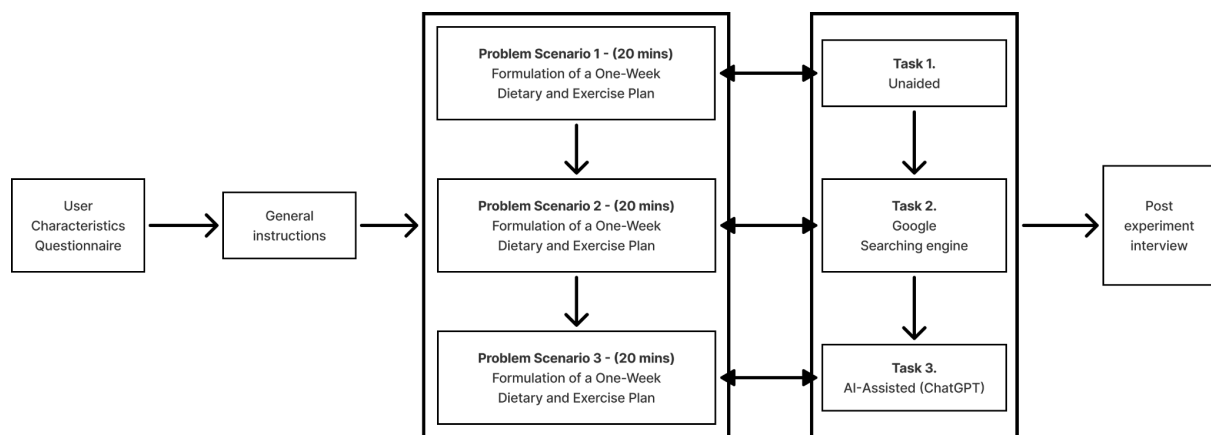 User
Characteristics
Questionnaire
General
instructions
Problem Scenario 1 - (20 mins)
Formulation of a One-Week
Dietary and Exercise Plan
Problem Scenario 2 - (20 mins)
Formulation of a One-Week
Dietary and Exercise Plan
Problem Scenario 3 - (20 mins)
Formulation of a One-Week
Dietary and Exercise Plan
Task 1.
Unaided
Task 2.
Google
Searching engine
Task 3.
AI-Assisted (ChatGPT)
Post
experiment
interview